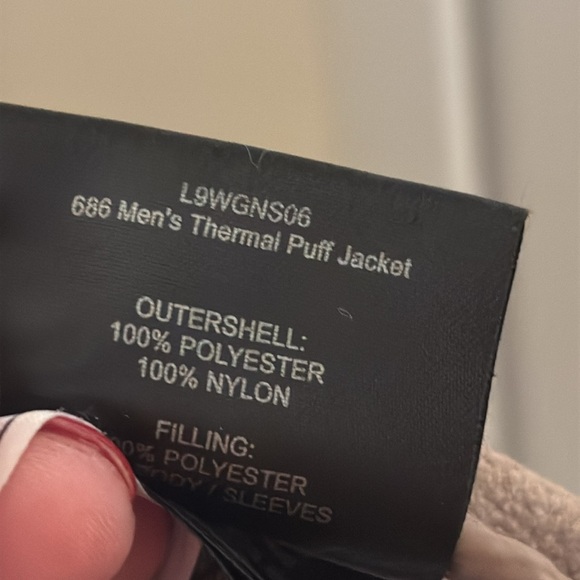 L9WGNS06
686 Men's Thermal Puff Jacket
OUTERSHELL:
100% POLYESTER
100% NYLON
FILLING:
POLYESTER
/ SLEEVES